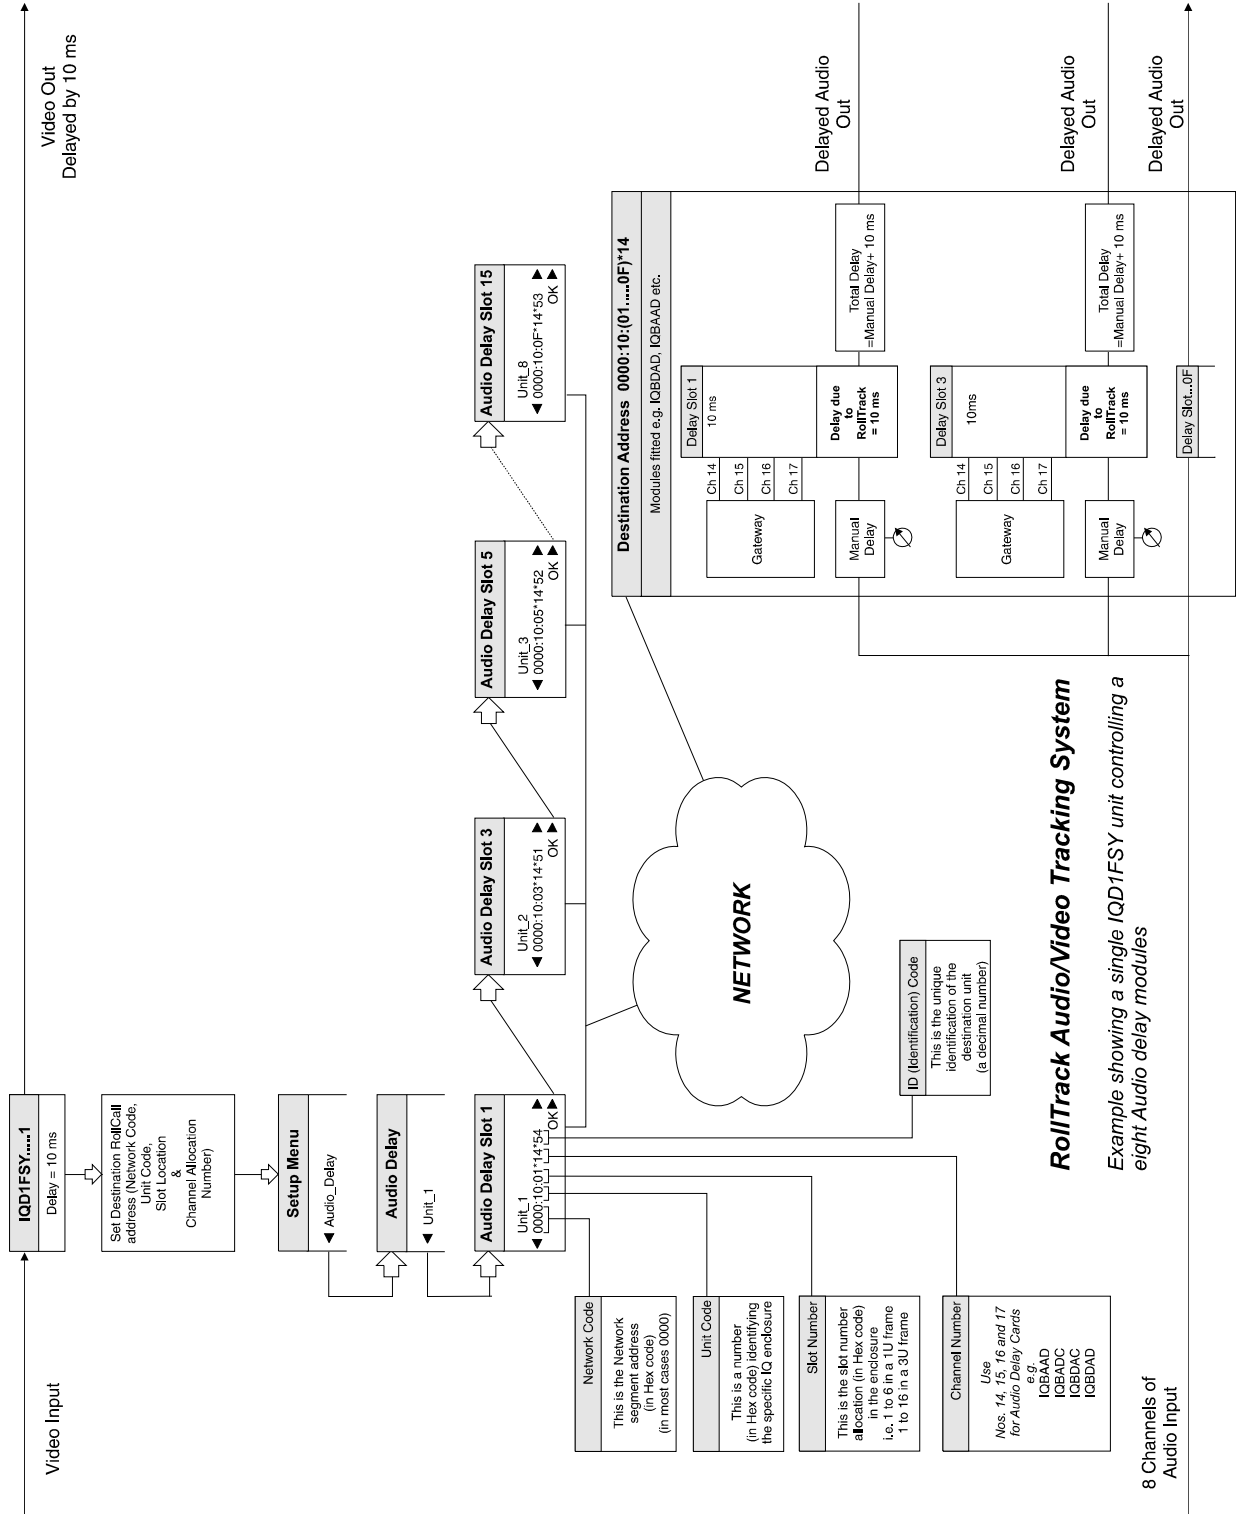 Video Input
IQD1FSY.....1
Delay = 10 ms
Video Out
Delayed by 10 ms
Set Destination RollCall
address (Network Code,
Unit Code,
Slot Location
&
Channel Allocation
Number)
Setup Menu
Audio_Delay
Audio Delay
Unit_1
Audio Delay Slot 1
Unit_1
0000:10:01*14*54
OK
Audio Delay Slot 3
Unit_2
0000:10:03*14*51
OK
Audio Delay Slot 5
Unit_3
0000:10:05*14*52
OK
Audio Delay Slot 15
Unit_8
0000:10:0F*14*53
OK
Network Code
This is the Network
segment address
(in Hex code)
(in most cases 0000)
Unit Code
This is a number
(in Hex code) identifying
the specific IQ enclosure
Slot Number
This is the slot number
allocation (in Hex code)
in the enclosure
i.e. 1 to 6 in a 1U frame
1 to 16 in a 3U frame
Channel Number
Use
Nos. 14, 15, 16 and 17
for Audio Delay Cards
e.g.
IQBAAD
IQBADC
IQBDAC
IQBDAD
ID (Identification) Code
This is the unique
identification of the
destination unit
(a decimal number)
NETWORK
Destination Address 0000:10:(01.....0F)*14
Modules fitted e.g. IQBDAD, IQBAAD etc.
Gateway
Ch 14
Ch 15
Ch 16
Ch 17
Delay Slot 1
10 ms
Manual
Delay
Delay due
to
RollTrack
= 10 ms
Total Delay
=Manual Delay+ 10 ms
Delayed Audio
Out
Gateway
Ch 14
Ch 15
Ch 16
Ch 17
Delay Slot 3
10ms
Manual
Delay
Delay due
to
RollTrack
= 10 ms
Total Delay
=Manual Delay+ 10 ms
Delayed Audio
Out
Delay Slot...0F
Delayed Audio
Out
RollTrack Audio/Video Tracking System
Example showing a single IQD1FSY unit controlling a
eight Audio delay modules
8 Channels of
Audio Input